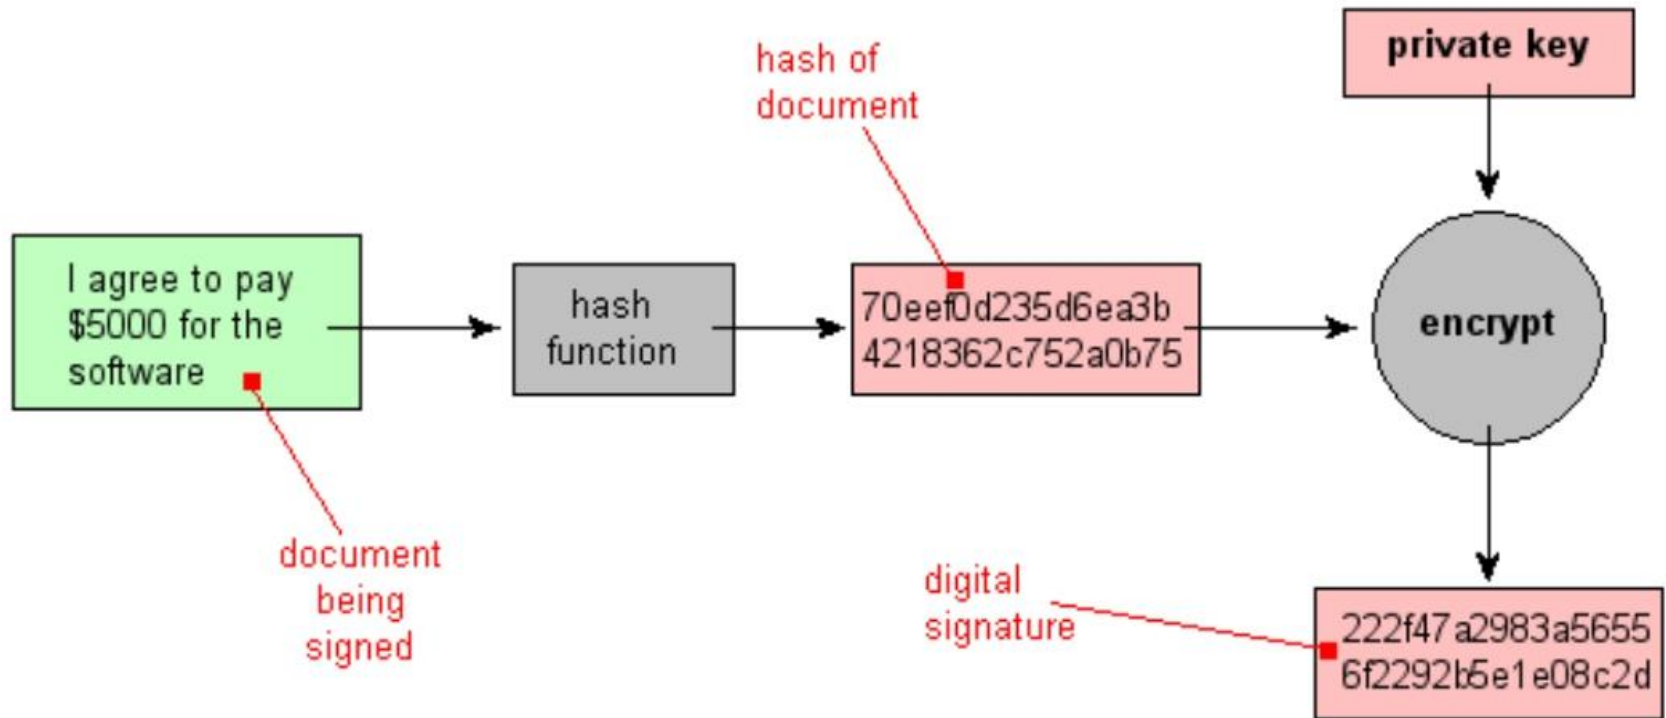 hash of
document
private key
I agree to pay
$5000 for the
software
hash
function
70eef0d235d6ea3b
4218362c752a0b75
encrypt
document
being
signed
digital
signature
222f47a2983a5655
6f2292b5e1e08c2d